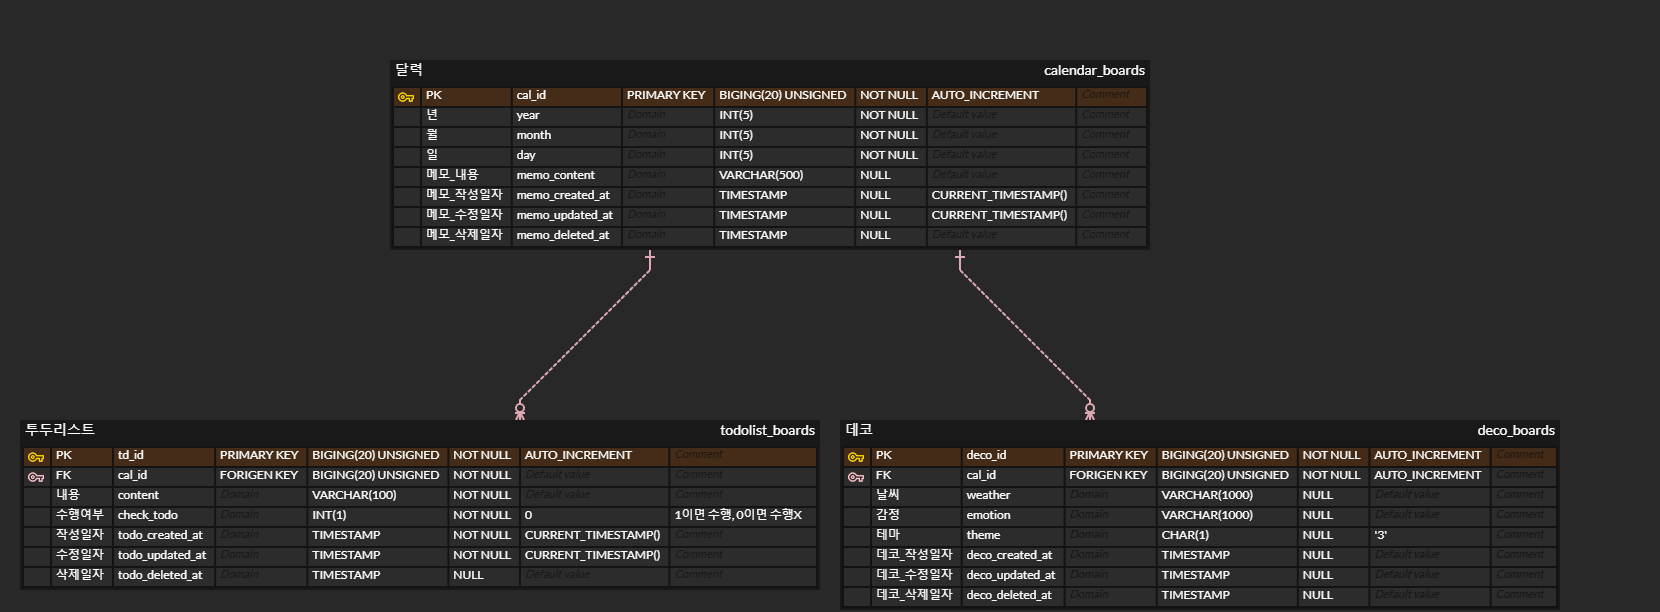 달력 calendar_boards
PK cal_id PRIMARY KEY BIGING(20) UNSIGNED NOT NULL AUTO_INCREMENT Comment
년 year Domain INT(5) NOT NULL Default value Comment
월 month Domain INT(5) NOT NULL Default value Comment
일 day Domain INT(5) NOT NULL Default value Comment
메모_내용 memo_content Domain VARCHAR(500) NULL Default value Comment
메모_작성일자 memo_created_at Domain TIMESTAMP NULL CURRENT_TIMESTAMP() Comment
메모_수정일자 memo_updated_at Domain TIMESTAMP NULL CURRENT_TIMESTAMP() Comment
메모_삭제일자 memo_deleted_at Domain TIMESTAMP NULL Default value Comment
투두리스트 todolist_boards
PK td_id PRIMARY KEY BIGING(20) UNSIGNED NOT NULL AUTO_INCREMENT Comment
FK cal_id FORIGEN KEY BIGING(20) UNSIGNED NOT NULL Default value Comment
내용 content Domain VARCHAR(100) NOT NULL Default value Comment
수행여부 check_todo Domain INT(1) NOT NULL 0 1이면 수행, 0이면 수행X
작성일자 todo_created_at Domain TIMESTAMP NOT NULL CURRENT_TIMESTAMP() Comment
수정일자 todo_updated_at Domain TIMESTAMP NOT NULL CURRENT_TIMESTAMP() Comment
삭제일자 todo_deleted_at Domain TIMESTAMP NULL Default value Comment
데코 deco_boards
PK deco_id PRIMARY KEY BIGING(20) UNSIGNED NOT NULL AUTO_INCREMENT Comment
FK cal_id FORIGEN KEY BIGING(20) UNSIGNED NOT NULL AUTO_INCREMENT Comment
날씨 weather Domain VARCHAR(1000) NULL Default value Comment
감정 emotion Domain VARCHAR(1000) NULL Default value Comment
테마 theme Domain CHAR(1) NULL '3' Comment
데코_작성일자 deco_created_at Domain TIMESTAMP NULL Default value Comment
데코_수정일자 deco_updated_at Domain TIMESTAMP NULL Default value Comment
데코_삭제일자 deco_deleted_at Domain TIMESTAMP NULL Default value Comment